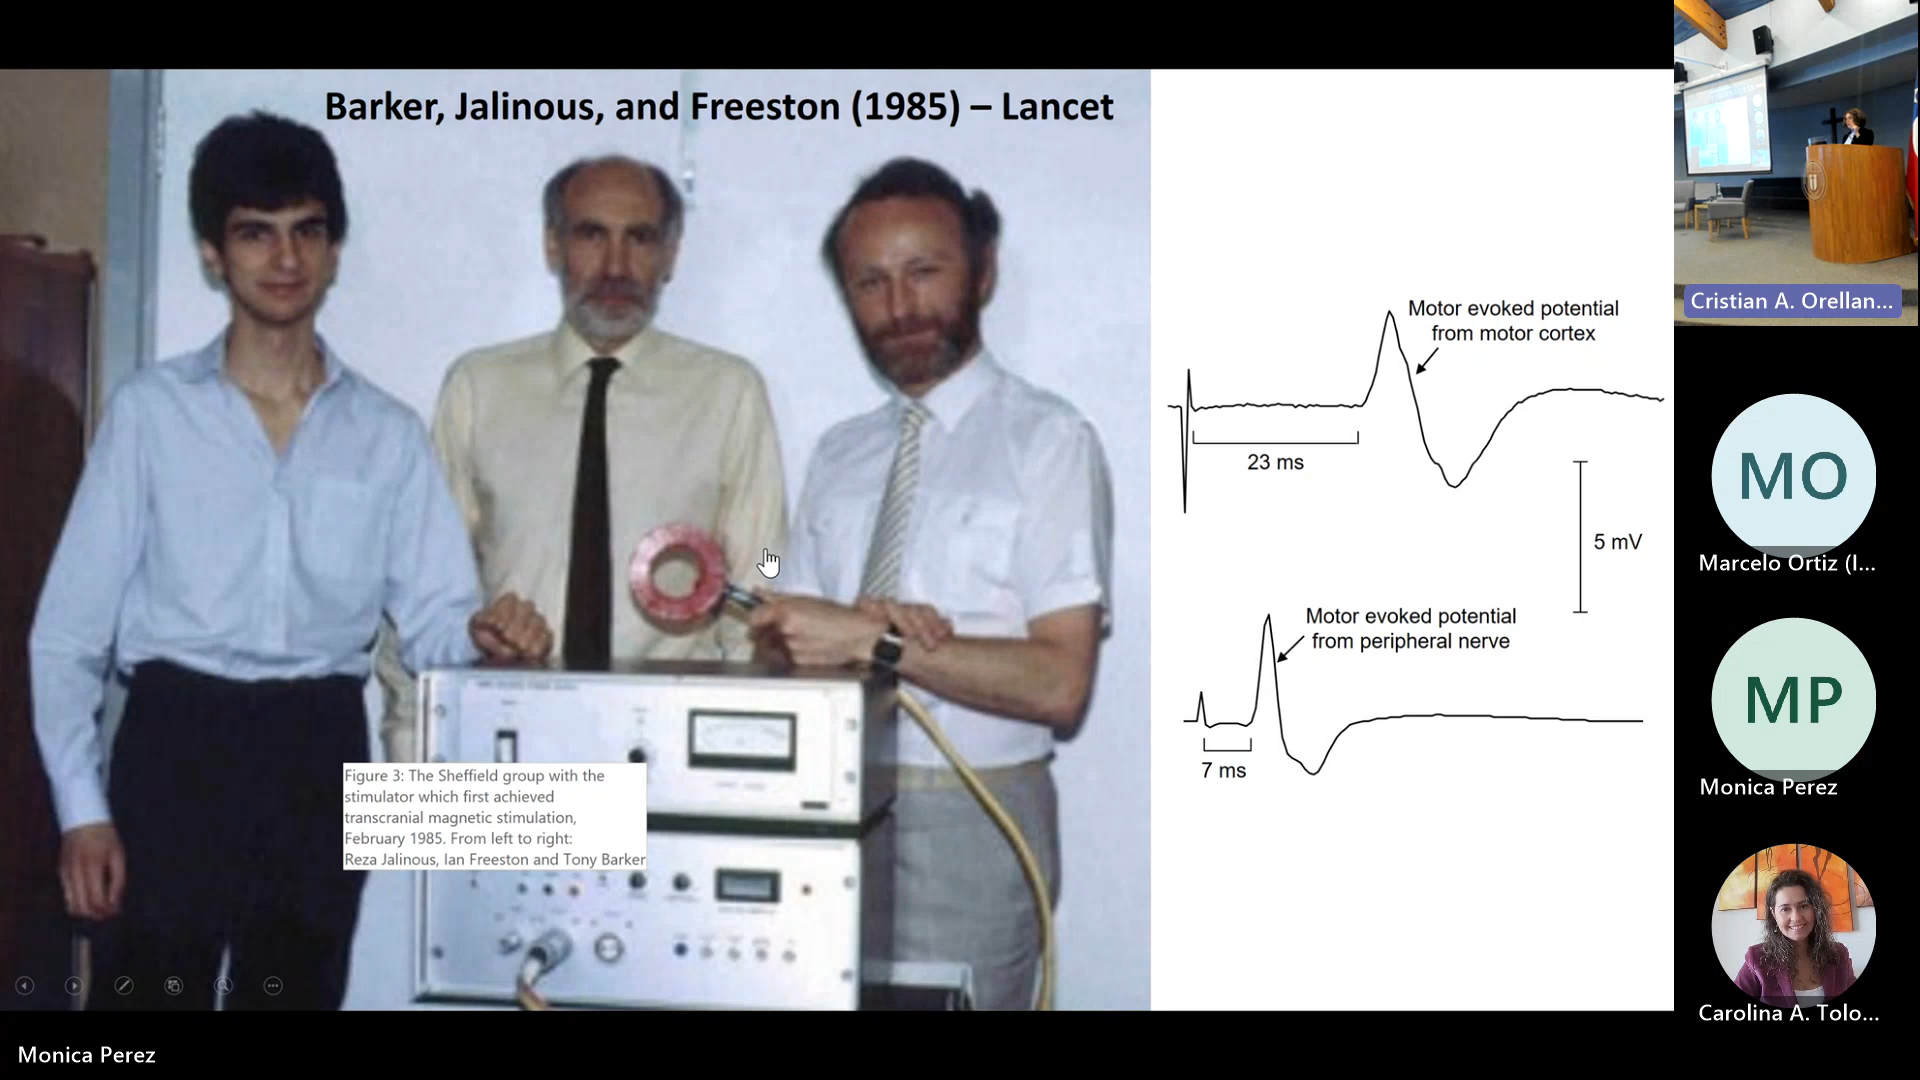 Barker, Jalinous, and Freeston (1985) – Lancet
Motor evoked potential
from motor cortex
23 ms
5 mV
Motor evoked potential
from peripheral nerve
7 ms
Figure 3: The Sheffield group with the
stimulator which first achieved
transcranial magnetic stimulation,
February 1985. From left to right:
Reza Jalinous, Ian Freeston and Tony Barker
Monica Perez
Cristian A. Orellan...
MO
Marcelo Ortiz (I...
MP
Monica Perez
Carolina A. Tolo...